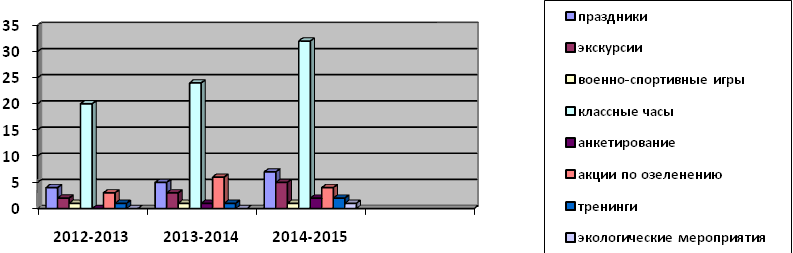 35
30
25
20
15
10
5
0
2012-2013 2013-2014 2014-2015
праздники
экскурсии
военно-спортивные игры
классные часы
анкетирование
акции по озеленению
тренинги
экологические мероприятия